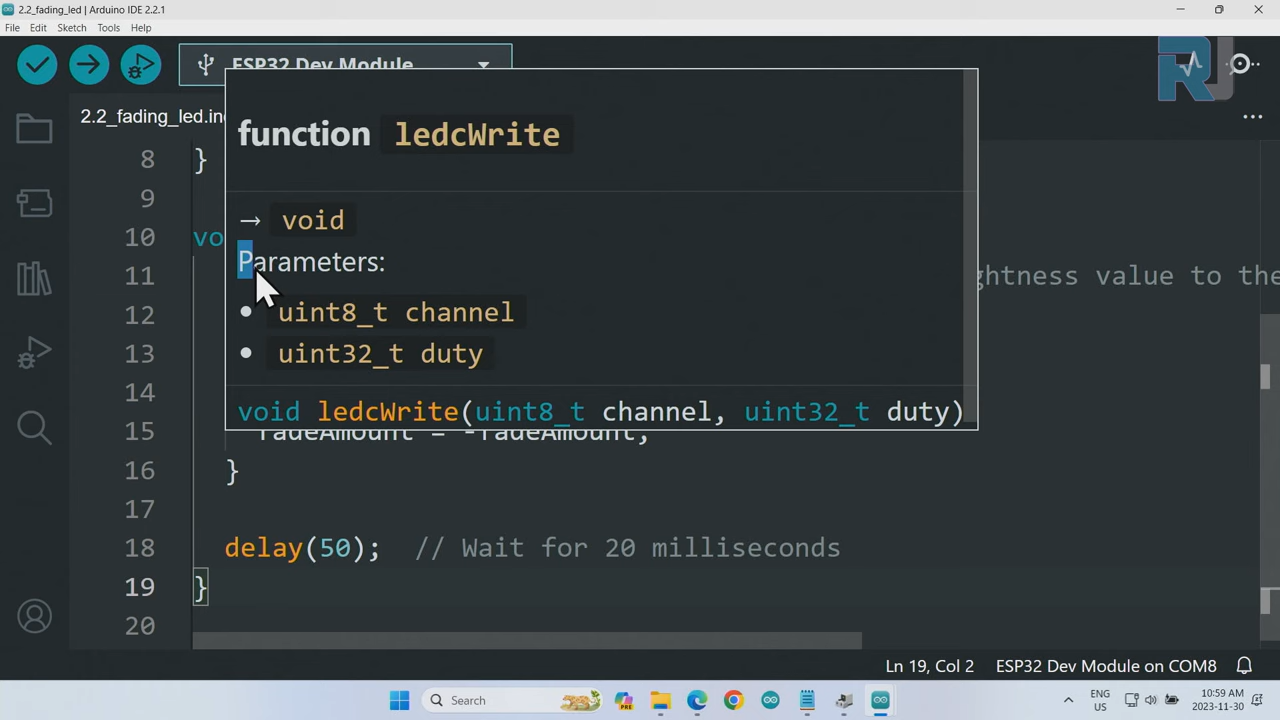 2.2_fading_led | Arduino IDE 2.2.1
File Edit Sketch Tools Help
ESP32 Dev Module
2.2_fading_led.in
function ledcWrite
→ void
Parameters:
• uint8_t channel
• uint32_t duty
void ledcWrite(uint8_t channel, uint32_t duty)
8 }
9
10 vo
11 ghtness value to the
12
13
14
15 fadeAmount = -fadeAmount;
16 }
17
18 delay(50); // Wait for 20 milliseconds
19 }
20
Ln 19, Col 2 ESP32 Dev Module on COM8
Search
PRE
ENG
US
10:59 AM
2023-11-30